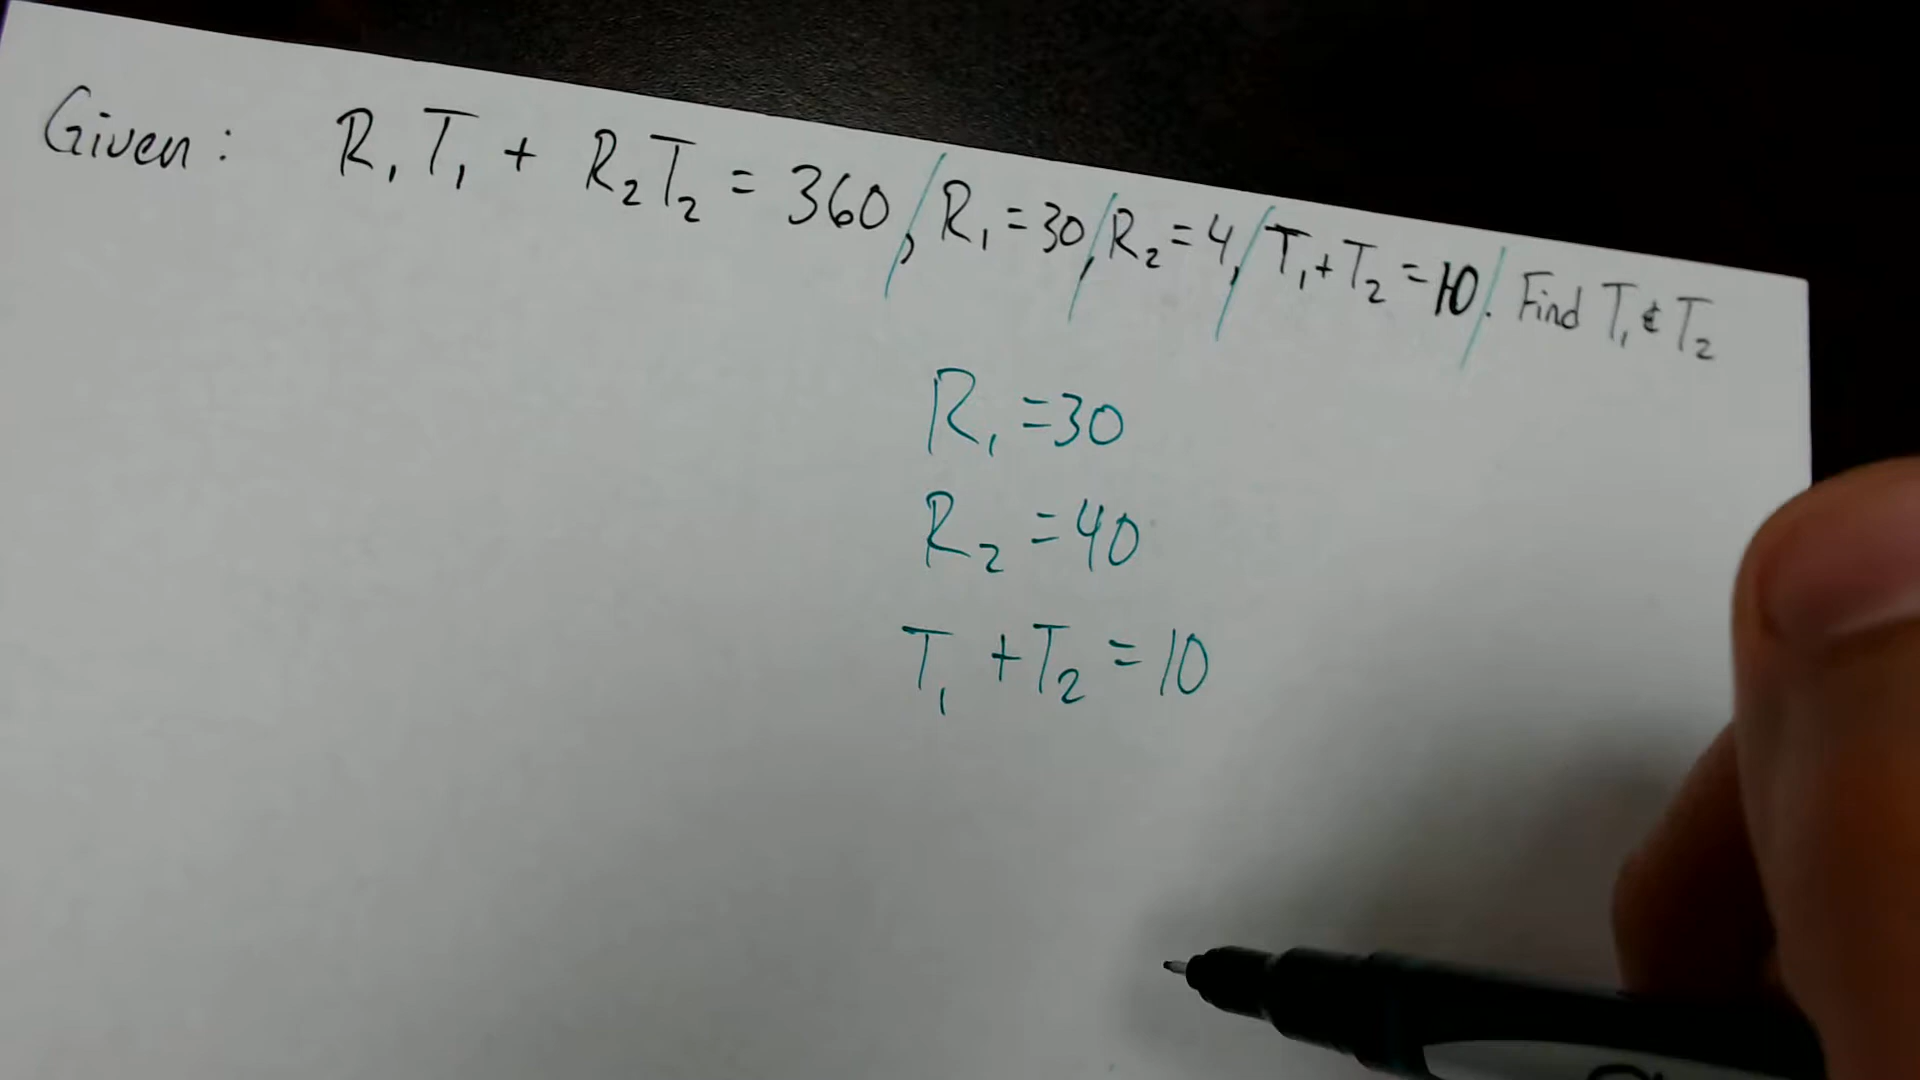 Given: R₁T₁ + R₂T₂ = 360, R₁ = 30, R₂ = 4, T₁ + T₂ = 10. Find T₁ & T₂
R₁ = 30
R₂ = 40
T₁ + T₂ = 10